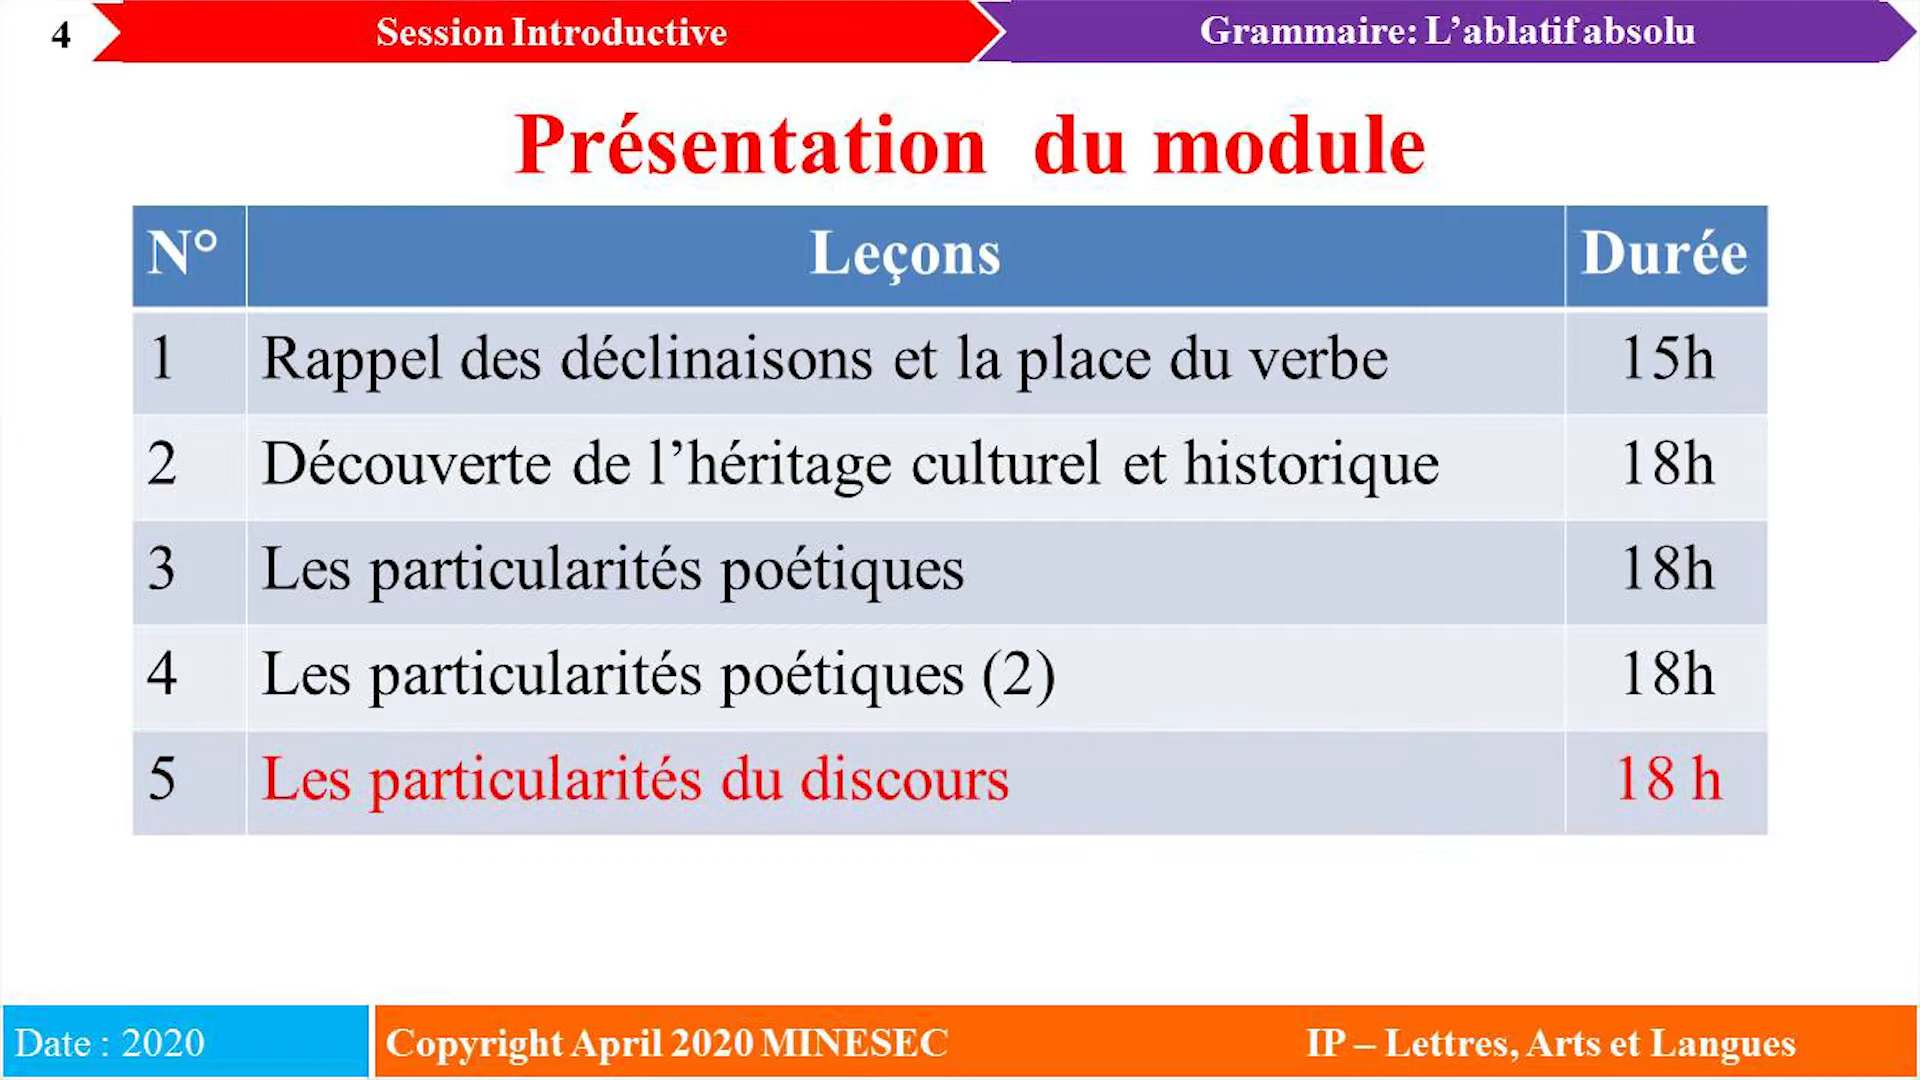 4
Session Introductive
Grammaire: L’ablatif absolu
Présentation du module
N° Leçons Durée
1 Rappel des déclinaisons et la place du verbe 15h
2 Découverte de l’héritage culturel et historique 18h
3 Les particularités poétiques 18h
4 Les particularités poétiques (2) 18h
5 Les particularités du discours 18 h
Date : 2020
Copyright April 2020 MINESEC
IP – Lettres, Arts et Langues